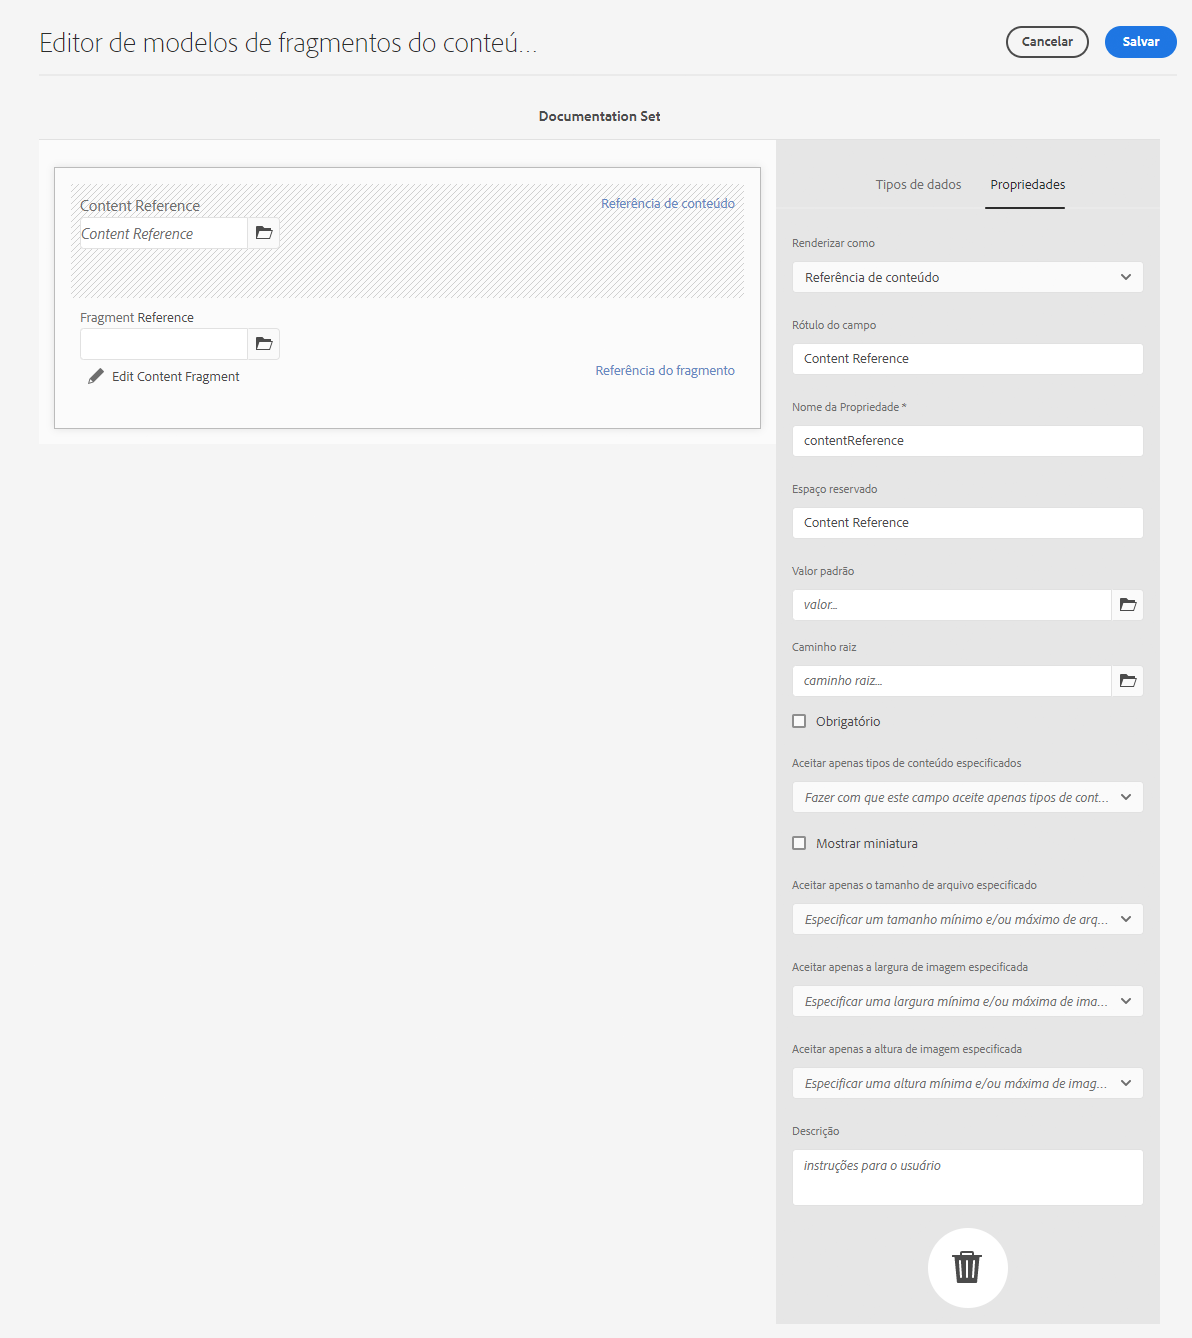 Editor de modelos de fragmentos do conteú...
Cancelar
Salvar
Documentation Set
Content Reference
Referência de conteúdo
Content Reference
Fragment Reference
Edit Content Fragment
Referência do fragmento
Tipos de dados
Propriedades
Renderizar como
Referência de conteúdo
Rótulo do campo
Content Reference
Nome da Propriedade *
contentReference
Espaço reservado
Content Reference
Valor padrão
valor...
Caminho raiz
caminho raiz...
Obrigatório
Aceitar apenas tipos de conteúdo especificados
Fazer com que este campo aceite apenas tipos de cont...
Mostrar miniatura
Aceitar apenas o tamanho de arquivo especificado
Especificar um tamanho mínimo e/ou máximo de arq...
Aceitar apenas a largura de imagem especificada
Especificar uma largura mínima e/ou máxima de ima...
Aceitar apenas a altura de imagem especificada
Especificar uma altura mínima e/ou máxima de imag...
Descrição
instruções para o usuário